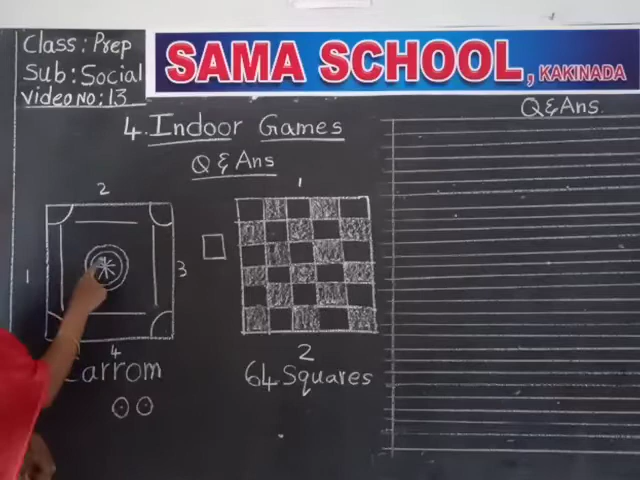 Class: Prep
Sub: Social
Video No: 13
SAMA SCHOOL, KAKINADA
4. Indoor Games
Q & Ans
Q & Ans.
2
1
1
3
4
2
Carrom
64 Squares